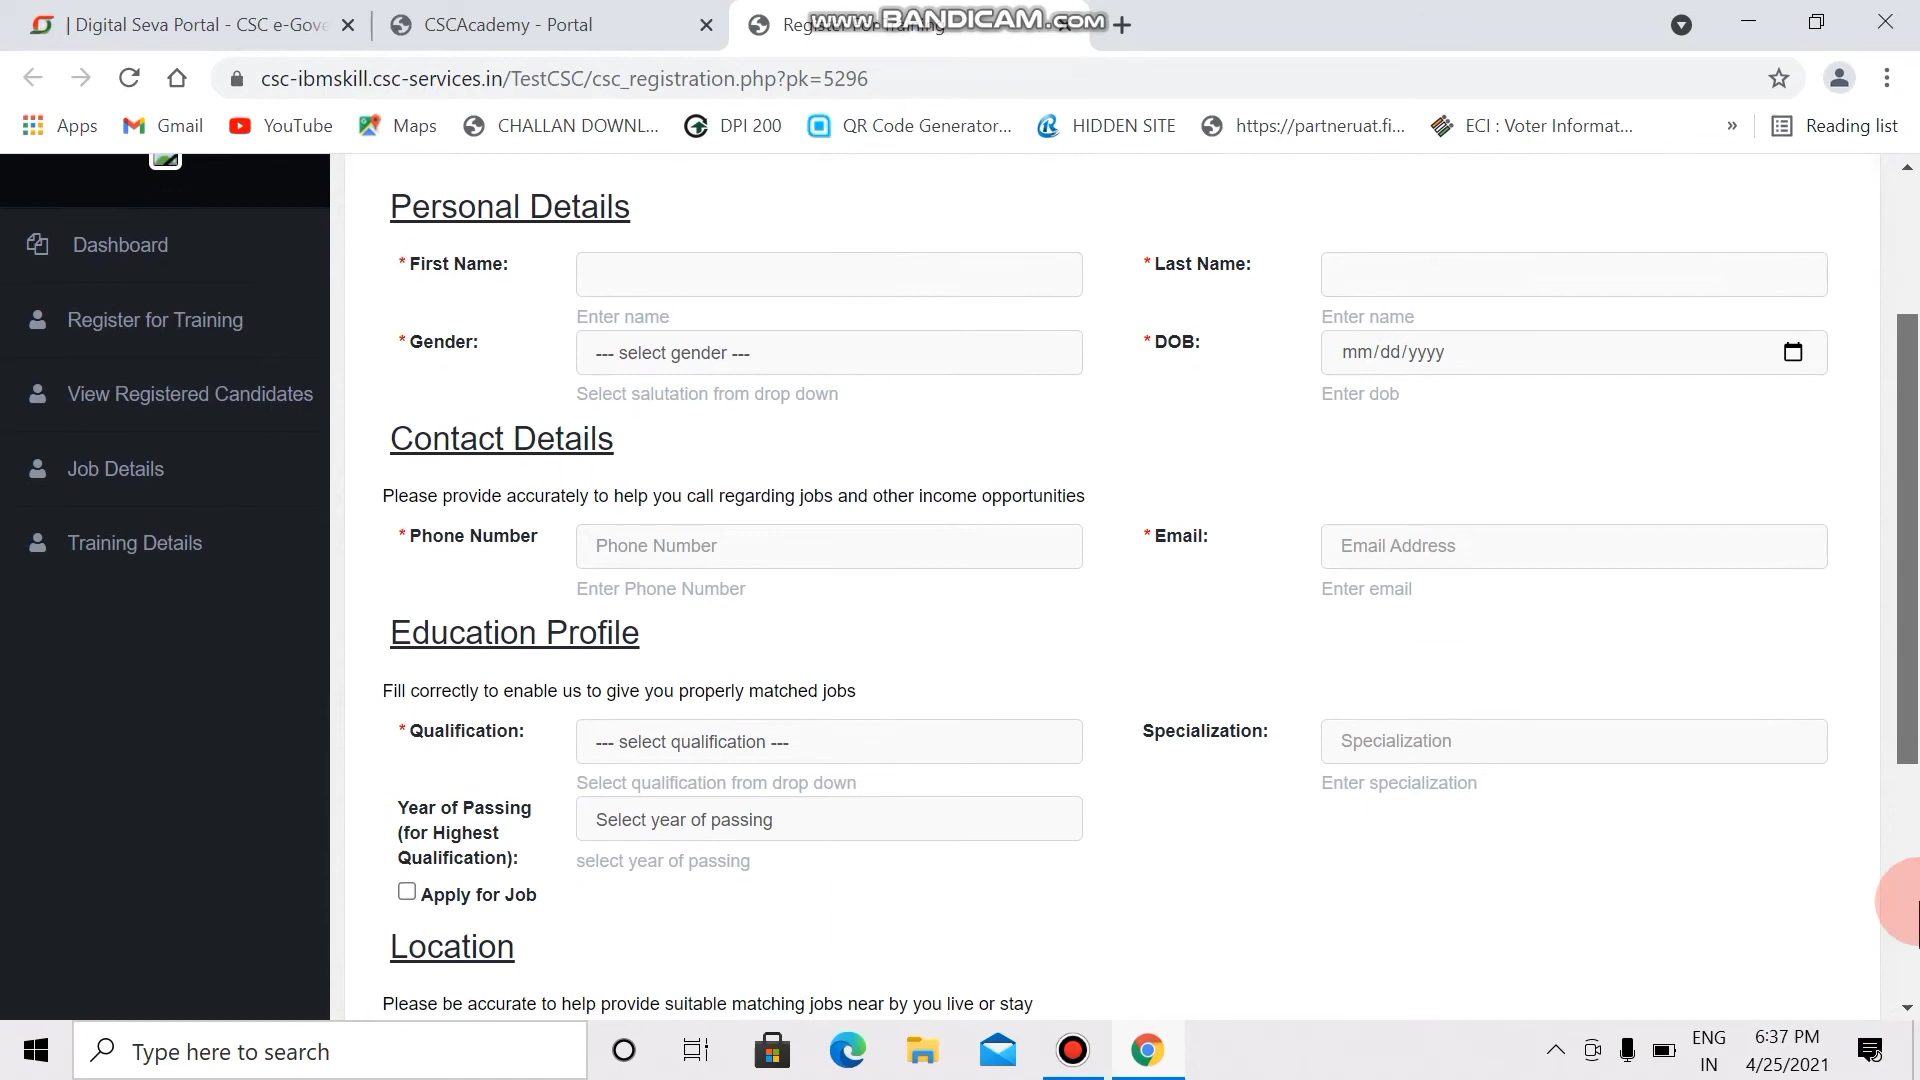 | Digital Seva Portal - CSC e-Gove
CSCAcademy - Portal
Register For Training
www.BANDICAM.com
csc-ibmskill.csc-services.in/TestCSC/csc_registration.php?pk=5296
Apps
Gmail
YouTube
Maps
CHALLAN DOWNL...
DPI 200
QR Code Generator...
HIDDEN SITE
https://partneruat.fi...
ECI : Voter Informat...
»
Reading list
Dashboard
Register for Training
View Registered Candidates
Job Details
Training Details
Personal Details
* First Name:
Enter name
* Last Name:
Enter name
* Gender:
--- select gender ---
Select salutation from drop down
* DOB:
mm/dd/yyyy
Enter dob
Contact Details
Please provide accurately to help you call regarding jobs and other income opportunities
* Phone Number
Phone Number
Enter Phone Number
* Email:
Email Address
Enter email
Education Profile
Fill correctly to enable us to give you properly matched jobs
* Qualification:
--- select qualification ---
Select qualification from drop down
Specialization:
Specialization
Enter specialization
Year of Passing
(for Highest
Qualification):
Select year of passing
select year of passing
Apply for Job
Location
Please be accurate to help provide suitable matching jobs near by you live or stay
Type here to search
ENG
IN
6:37 PM
4/25/2021